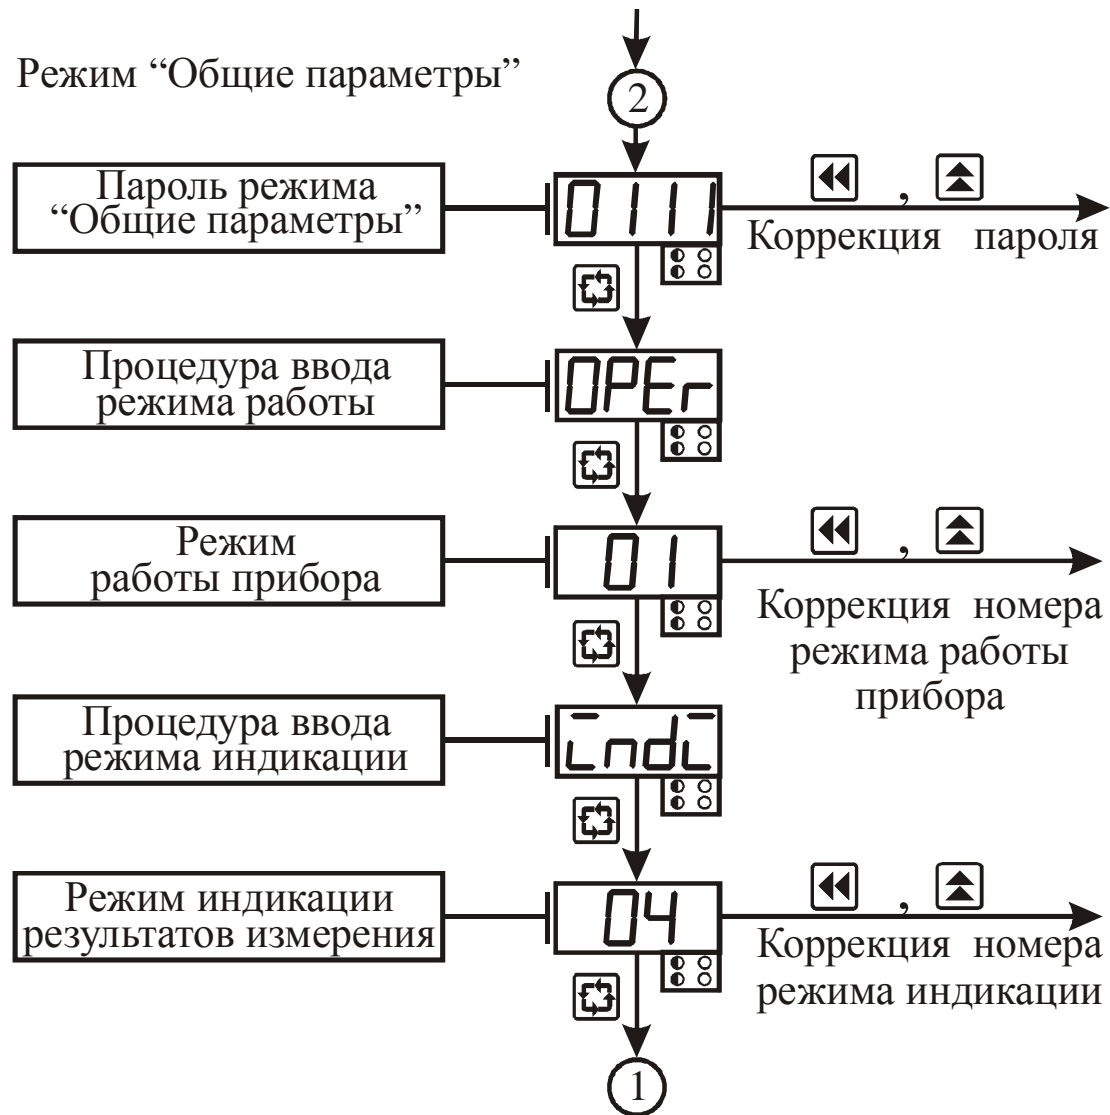 Режим “Общие параметры”
2
Пароль режима
“Общие параметры”
0111
,
Коррекция пароля
Процедура ввода
режима работы
OPEr
Режим
работы прибора
01
,
Коррекция номера
режима работы
прибора
Процедура ввода
режима индикации
indi
Режим индикации
результатов измерения
04
,
Коррекция номера
режима индикации
1